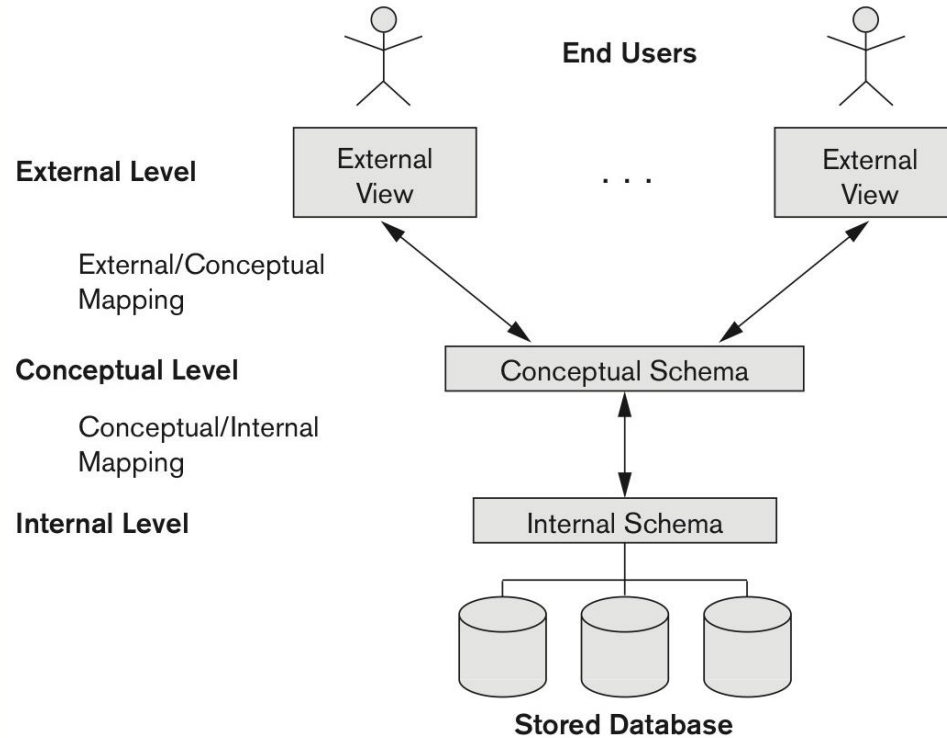 End Users
External Level
External
View
. . .
External
View
External/Conceptual
Mapping
Conceptual Level
Conceptual Schema
Conceptual/Internal
Mapping
Internal Level
Internal Schema
Stored Database